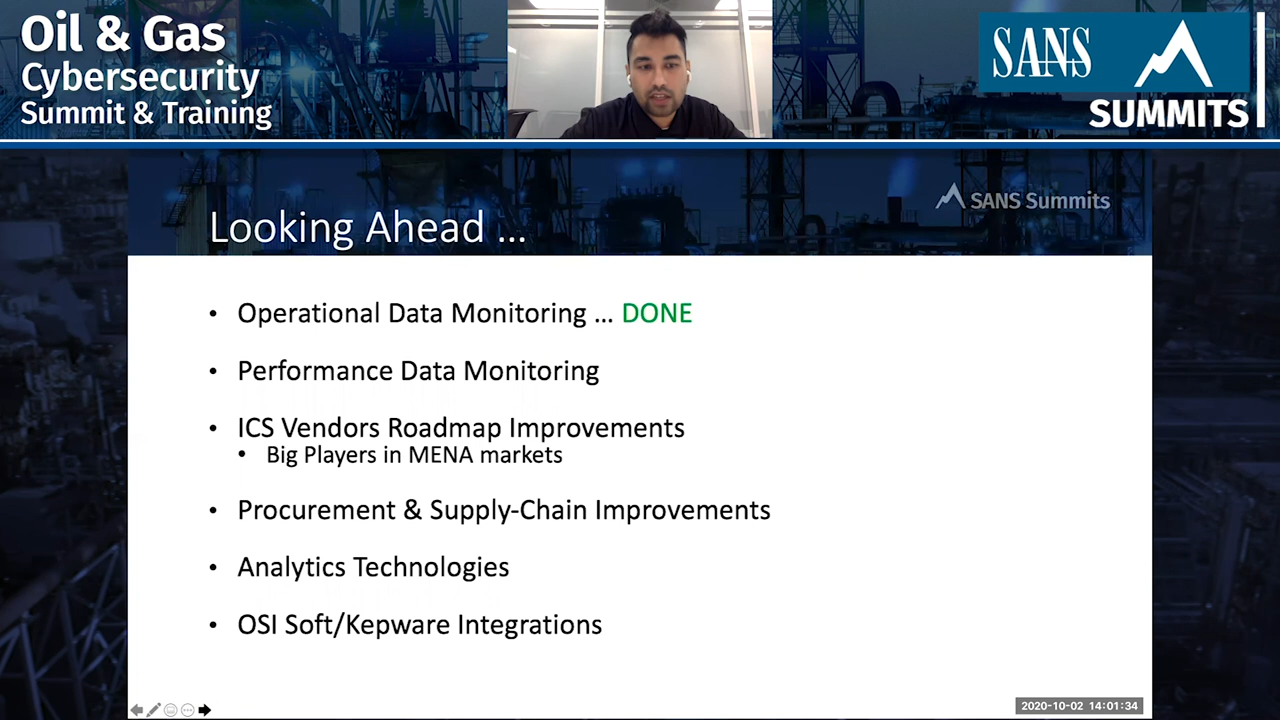 Oil & Gas
Cybersecurity
Summit & Training
SANS
SUMMITS
SANS Summits
Looking Ahead ...
• Operational Data Monitoring ... DONE
• Performance Data Monitoring
• ICS Vendors Roadmap Improvements
• Big Players in MENA markets
• Procurement & Supply-Chain Improvements
• Analytics Technologies
• OSI Soft/Kepware Integrations
2020-10-02 14:01:34